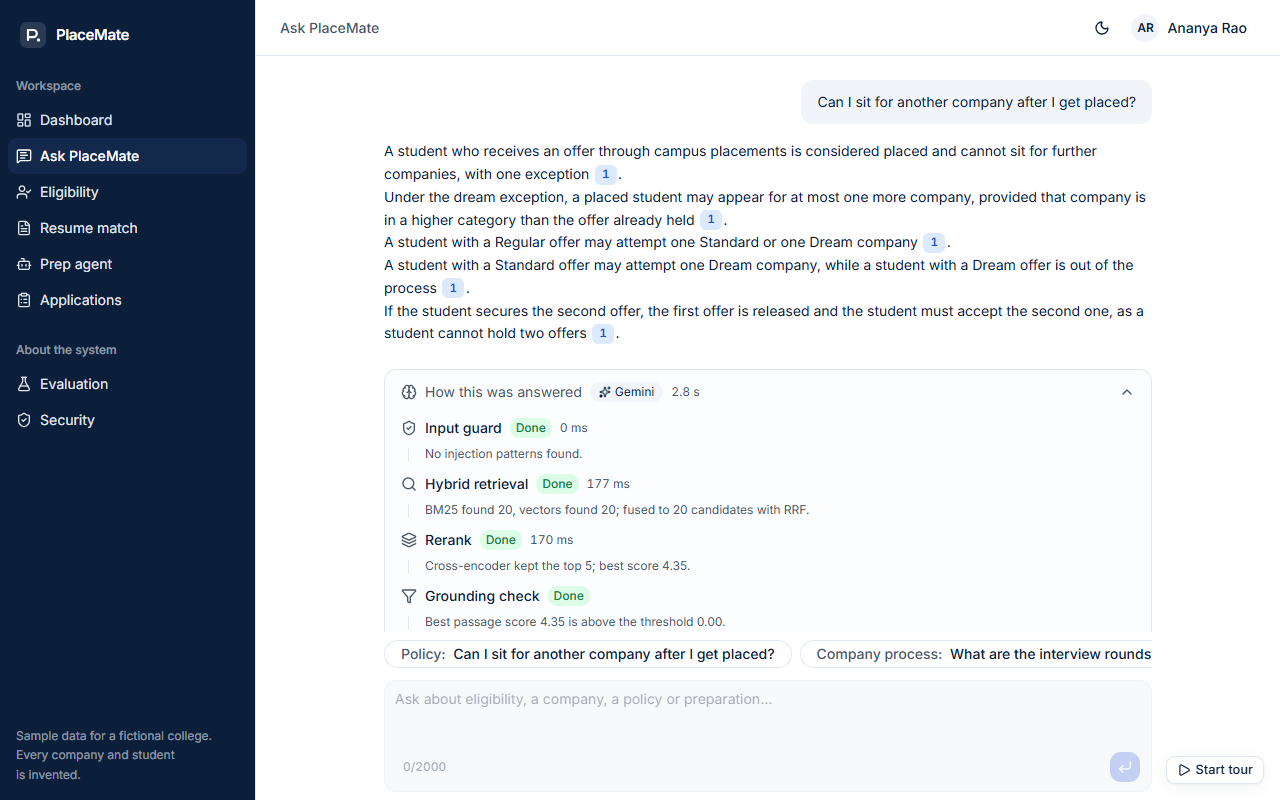 P.
PlaceMate
Workspace
Dashboard
Ask PlaceMate
Eligibility
Resume match
Prep agent
Applications
About the system
Evaluation
Security
Sample data for a fictional college.
Every company and student
is invented.
Ask PlaceMate
AR Ananya Rao
Can I sit for another company after I get placed?
A student who receives an offer through campus placements is considered placed and cannot sit for further
companies, with one exception 1 .
Under the dream exception, a placed student may appear for at most one more company, provided that company is
in a higher category than the offer already held 1 .
A student with a Regular offer may attempt one Standard or one Dream company 1 .
A student with a Standard offer may attempt one Dream company, while a student with a Dream offer is out of the
process 1 .
If the student secures the second offer, the first offer is released and the student must accept the second one, as a
student cannot hold two offers 1 .
How this was answered Gemini 2.8 s
Input guard Done 0 ms
No injection patterns found.
Hybrid retrieval Done 177 ms
BM25 found 20, vectors found 20; fused to 20 candidates with RRF.
Rerank Done 170 ms
Cross-encoder kept the top 5; best score 4.35.
Grounding check Done
Best passage score 4.35 is above the threshold 0.00.
Policy: Can I sit for another company after I get placed?
Company process: What are the interview rounds
Ask about eligibility, a company, a policy or preparation...
0/2000
Start tour